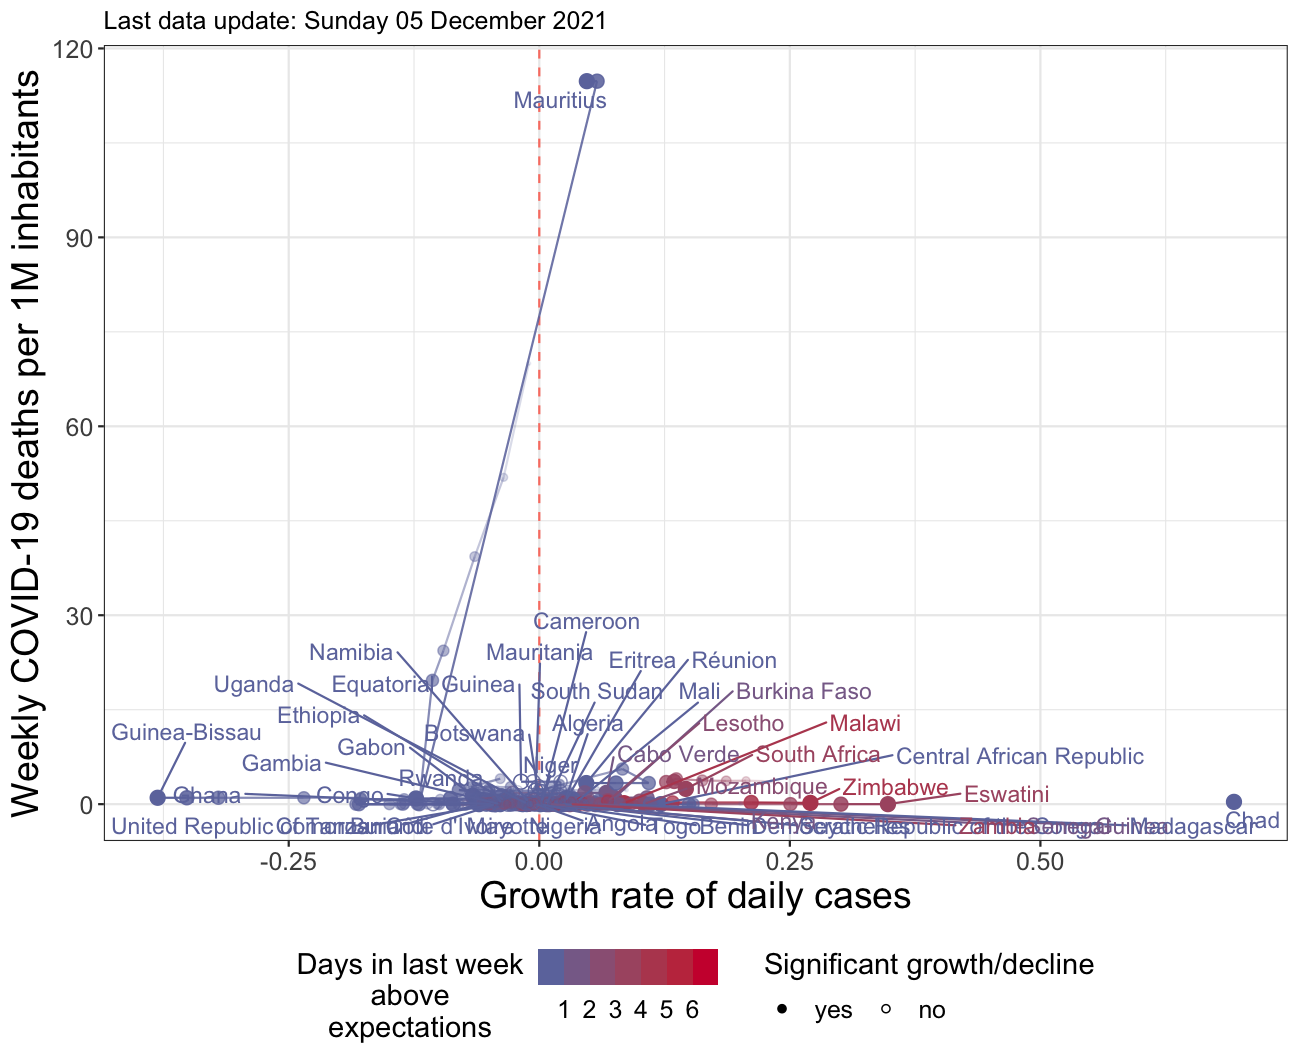 Last data update: Sunday 05 December 2021
Weekly COVID-19 deaths per 1M inhabitants
120
90
60
30
0
Mauritius
Cameroon
Namibia
Mauritania
Eritrea
Réunion
Uganda
Equatorial Guinea
South Sudan
Mali
Burkina Faso
Ethiopia
Algeria
Lesotho
Malawi
Guinea-Bissau
Botswana
Gabon
Cabo Verde
South Africa
Central African Republic
Gambia
Niger
Rwanda
Mozambique
Zimbabwe
Eswatini
Ghana
Congo
Chad
United Republic of Tanzania
Burundi
Côte d'Ivoire
Mayotte
Nigeria
Angola
Togo
Benin
Madagascar
-0.25
0.00
0.25
0.50
Growth rate of daily cases
Days in last week
above
expectations
1 2 3 4 5 6
Significant growth/decline
yes
no